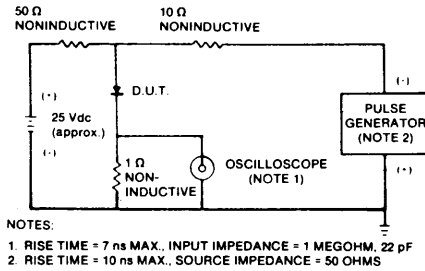 50 Ω
NONINDUCTIVE
10 Ω
NONINDUCTIVE
(+)
25 Vdc
(approx.)
(-)
D.U.T.
1 Ω
NON-
INDUCTIVE
OSCILLOSCOPE
(NOTE 1)
(-)
PULSE
GENERATOR
(NOTE 2)
(+)
NOTES:
1. RISE TIME = 7 ns MAX., INPUT IMPEDANCE = 1 MEGOHM, 22 pF
2. RISE TIME = 10 ns MAX., SOURCE IMPEDANCE = 50 OHMS